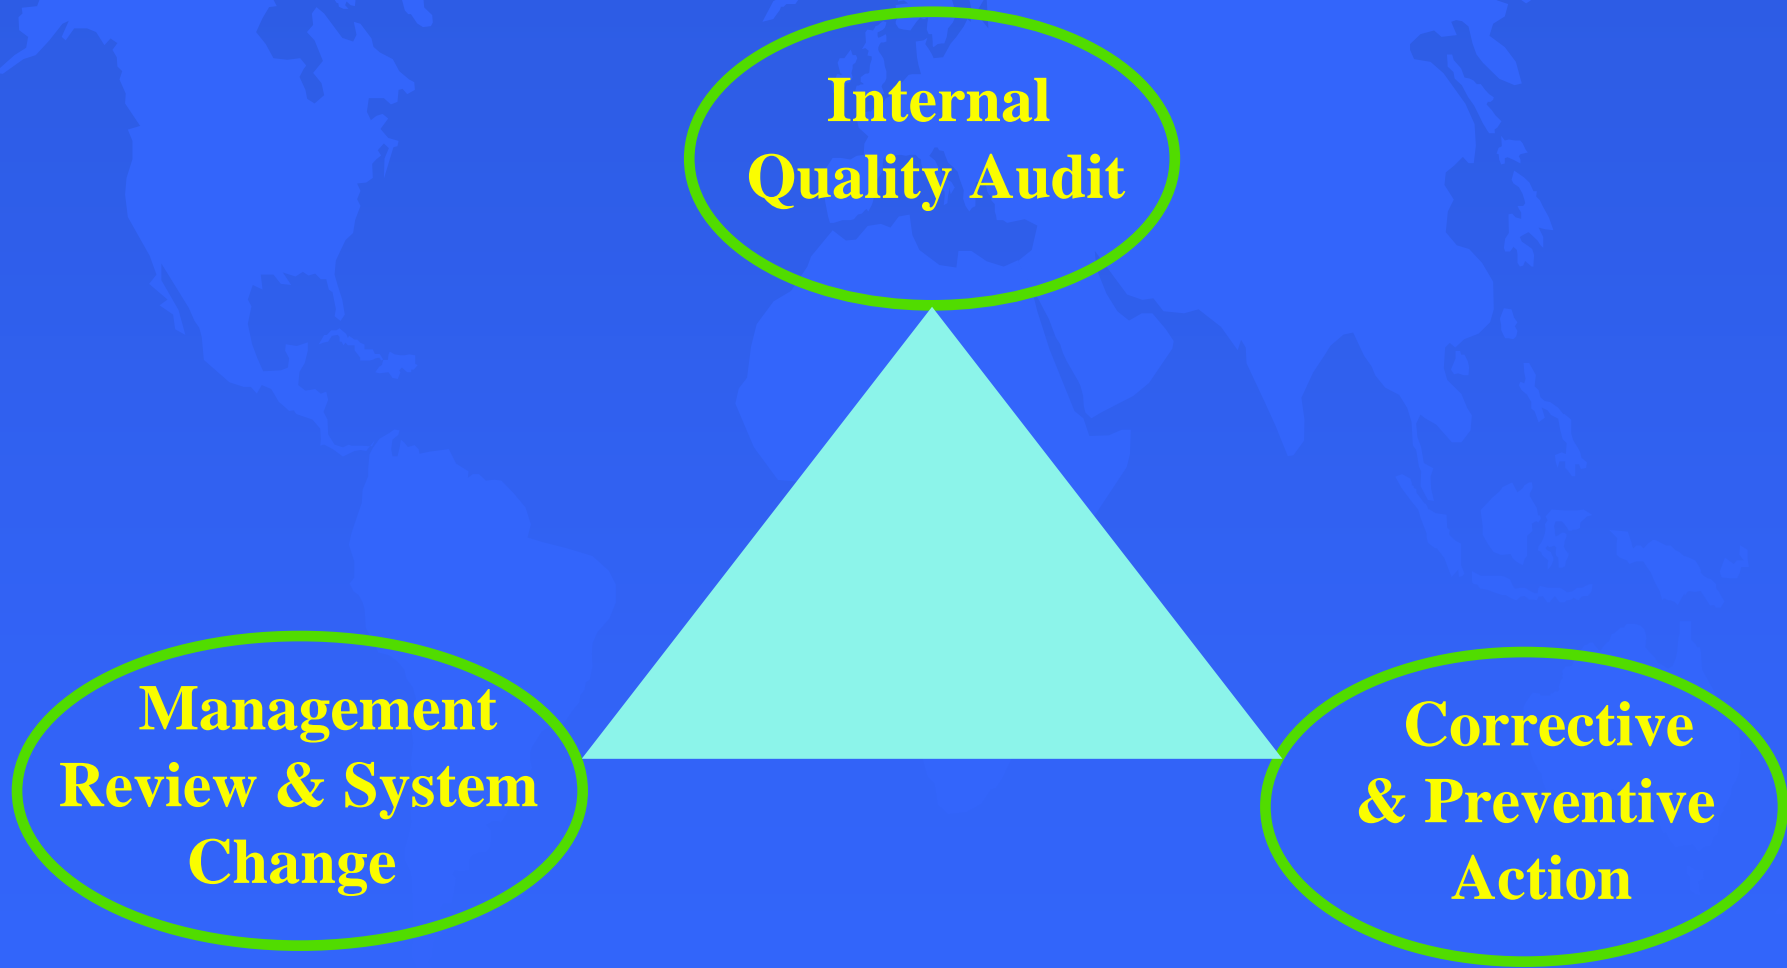 Internal
Quality Audit
Management
Review & System
Change
Corrective
& Preventive
Action